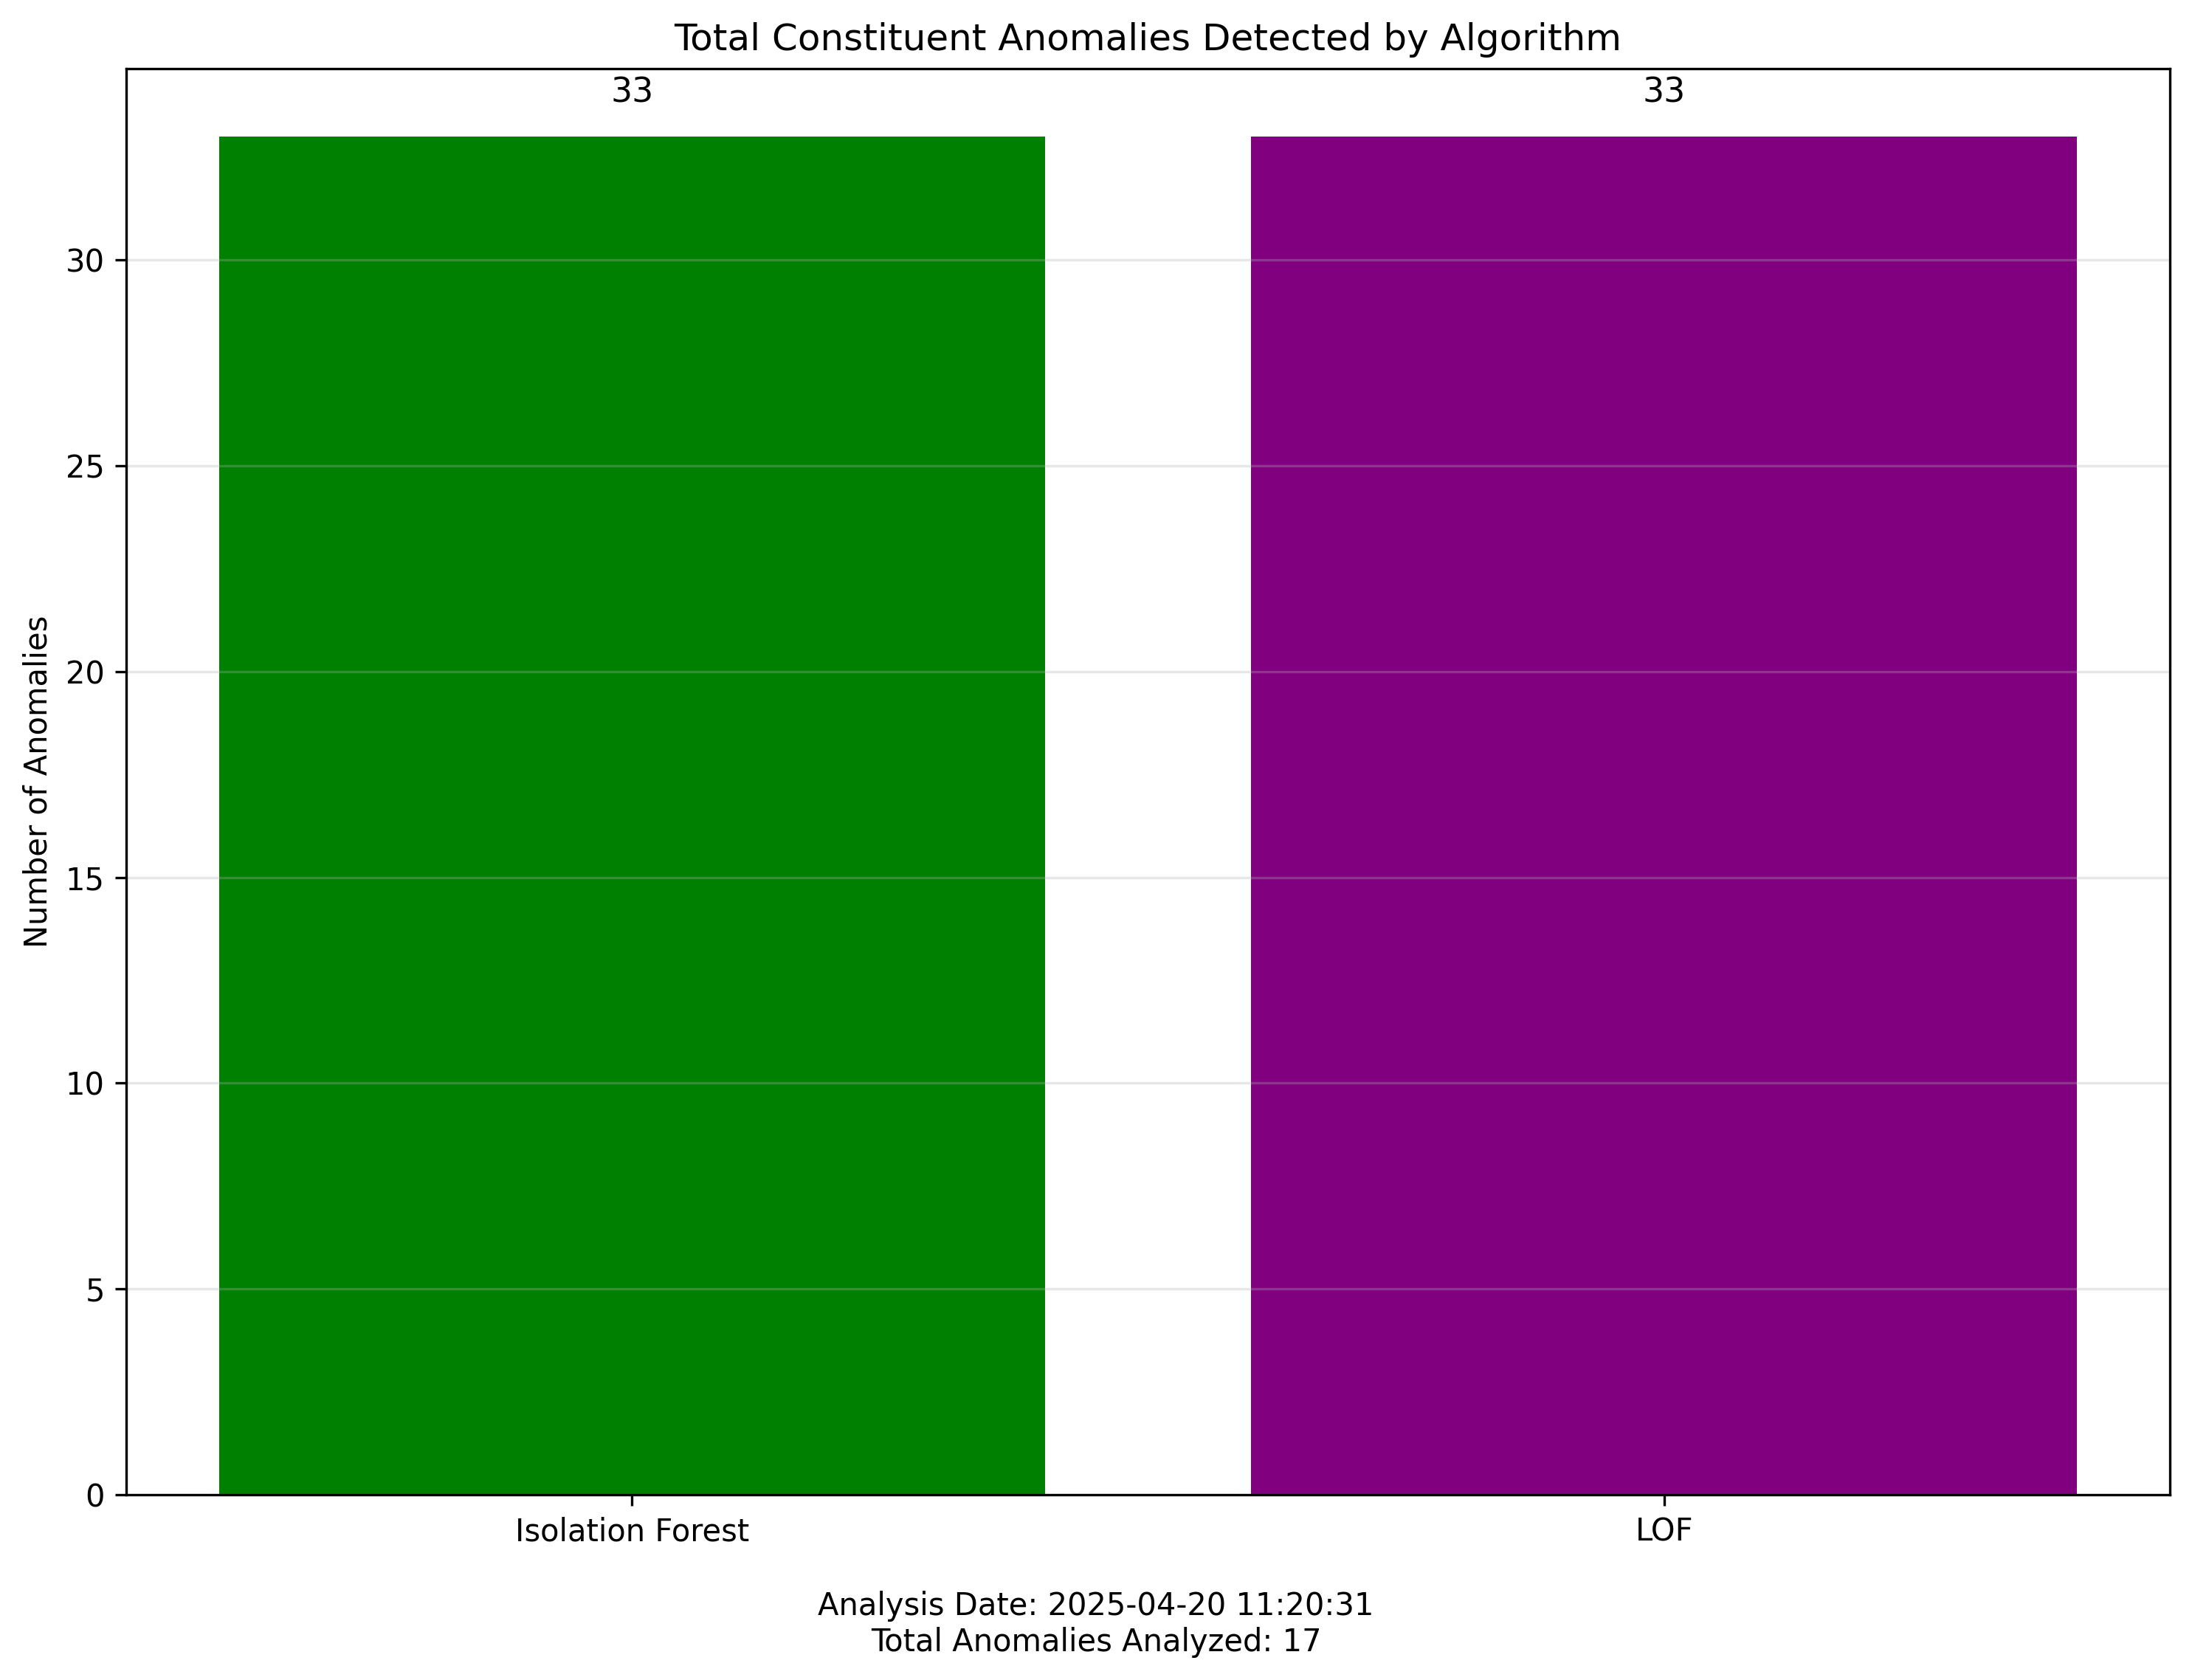 Total Constituent Anomalies Detected by Algorithm
33
33
Number of Anomalies
30
25
20
15
10
5
0
Isolation Forest
LOF
Analysis Date: 2025-04-20 11:20:31
Total Anomalies Analyzed: 17